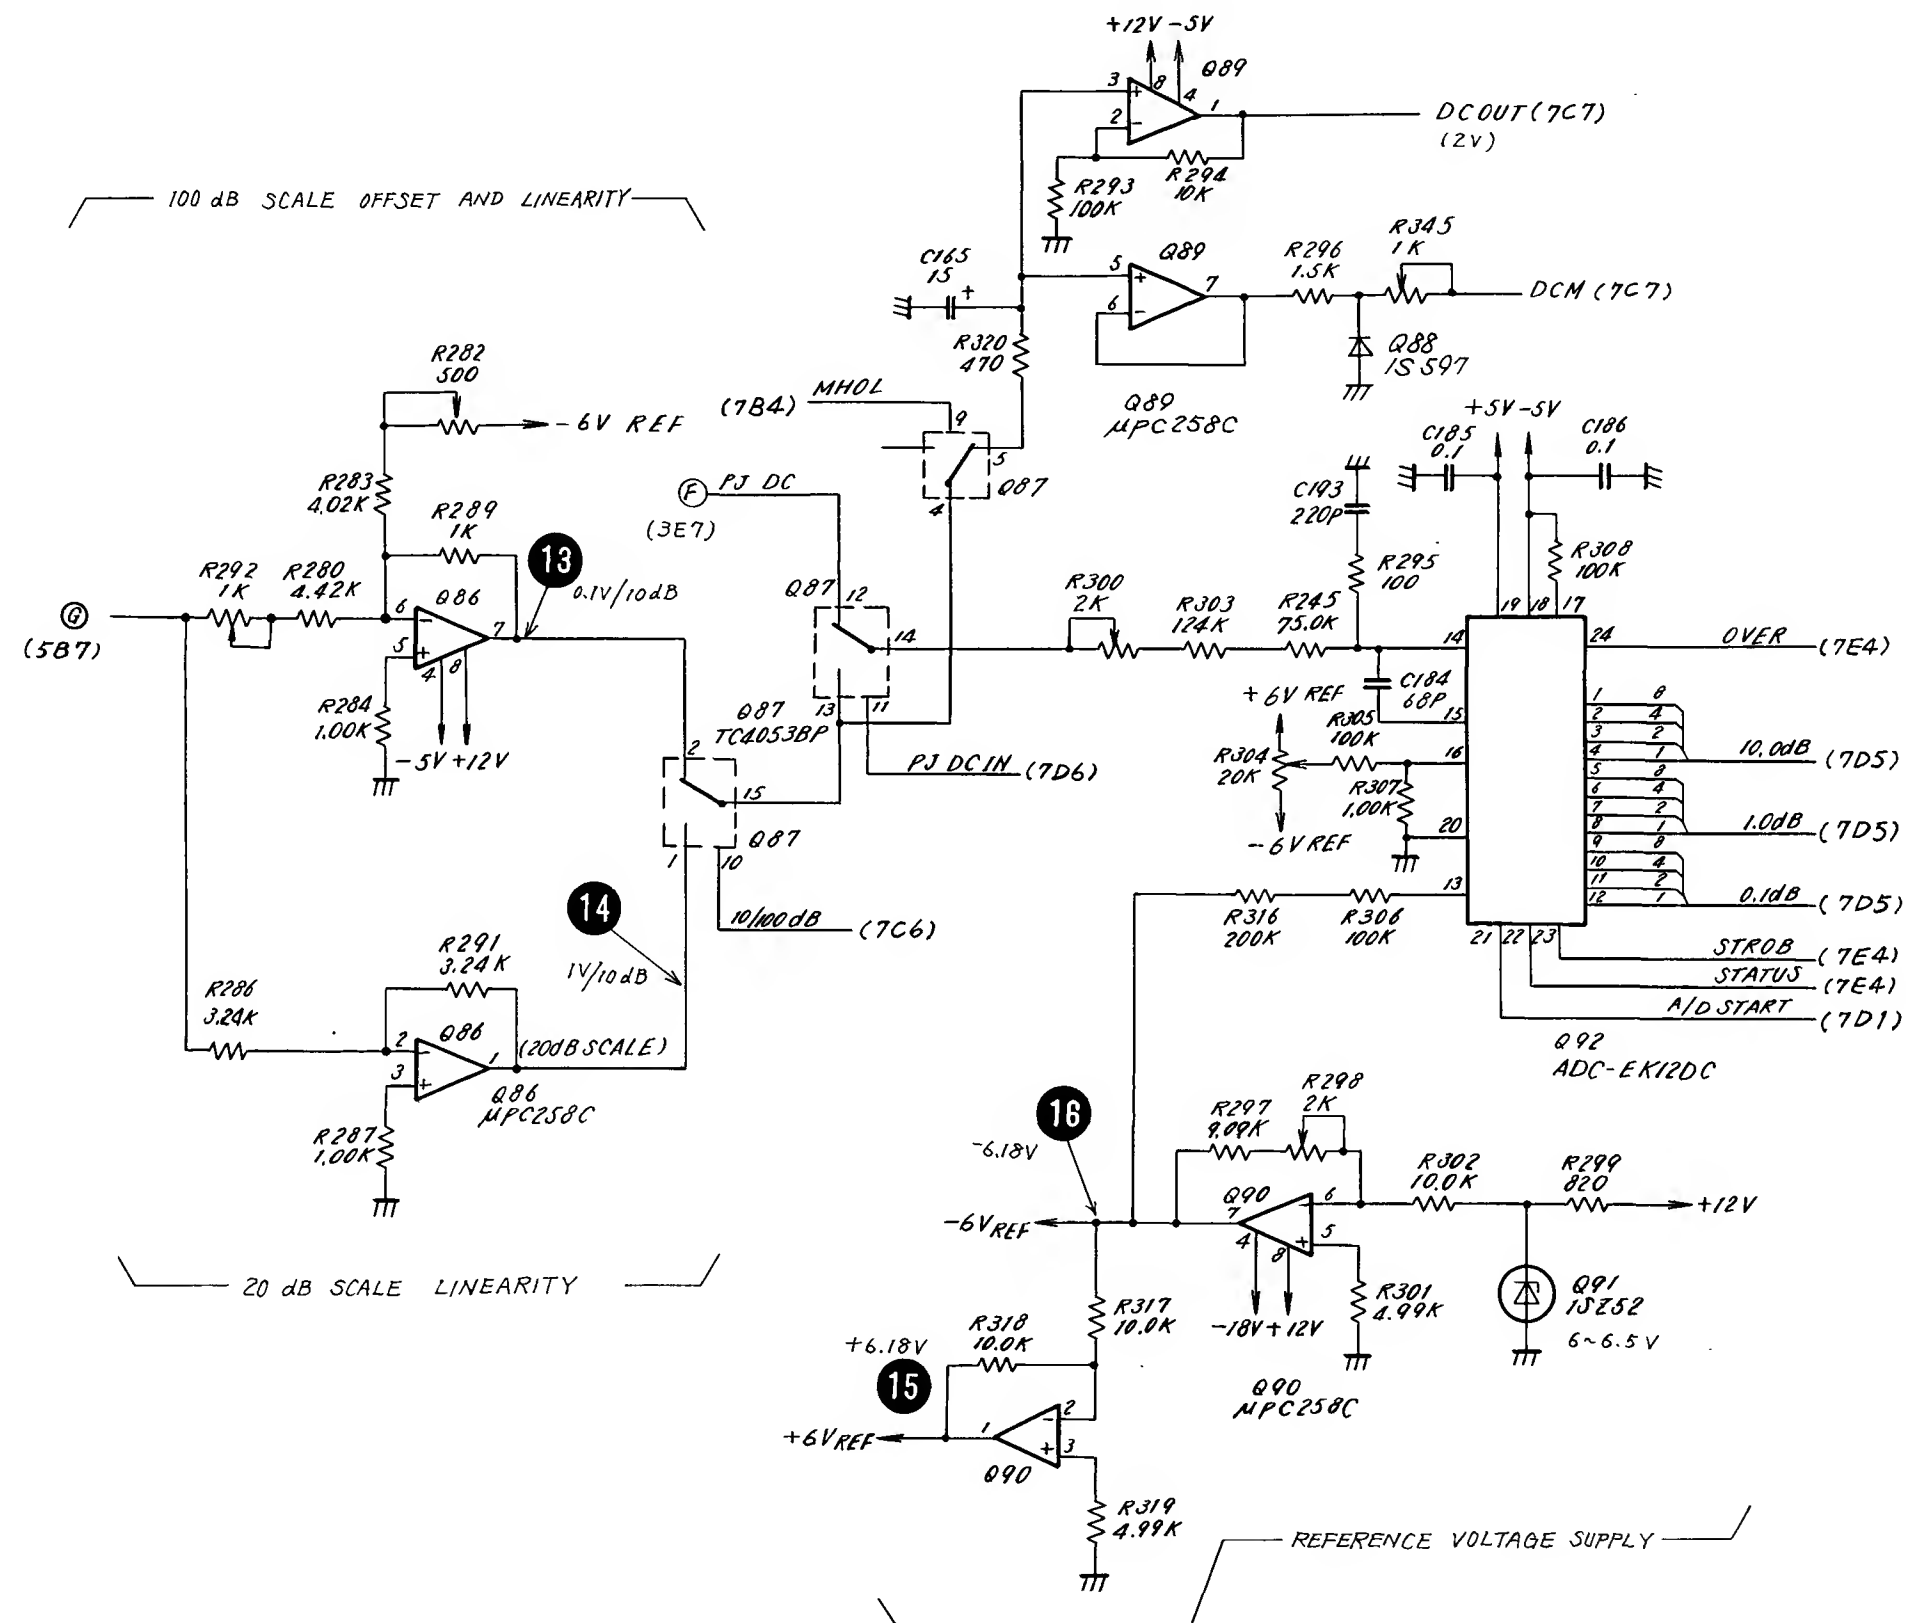 +12V -5V
Q89
3
8
4
1
2
DCOUT (7C7)
(2V)
R293
100K
R294
10K
100 dB SCALE OFFSET AND LINEARITY
C165
15
+
5
Q89
7
6
R296
1.5K
R345
1K
DCM (7C7)
R320
470
Q88
1S597
Q89
μPC258C
R282
500
-6V REF
MHOL
(7B4)
9
5
Q87
4
R283
4.02K
R289
1K
F
PJ DC
(3E7)
+5V -5V
C185
0.1
C186
0.1
C193
220P
R308
100K
R295
100
13
0.1V/10dB
R292
1K
R280
4.42K
G
(5B7)
6
Q86
7
5
4
8
R284
1.00K
-5V +12V
Q87
12
14
13
11
Q87
TC4053BP
PJ DCIN (7D6)
R300
2K
R303
124K
R245
75.0K
C184
68P
+6V REF
R305
100K
R304
20K
R307
1.00K
-6V REF
19 18 17
14
15
16
20
13
24
OVER (7E4)
1 8
2 4
3 2
4 1
10.0dB (7D5)
5 8
6 4
7 2
8 1
1.0dB (7D5)
9 8
10 4
11 2
12 1
0.1dB (7D5)
21 22 23
STROB (7E4)
STATUS (7E4)
A/D START (7D1)
Q92
ADC-EK12DC
R316
200K
R306
100K
2
15
Q87
1
10
10/100dB (7C6)
14
1V/10dB
R291
3.24K
R286
3.24K
2
Q86
1
(20dB SCALE)
3
Q86
μPC258C
R287
1.00K
20 dB SCALE LINEARITY
16
-6.18V
R297
9.09K
R298
2K
R302
10.0K
R299
820
+12V
Q90
6
7
5
4
8
-6VREF
-18V +12V
R301
4.99K
Q91
1SZ52
6~6.5V
Q90
μPC258C
R317
10.0K
R318
10.0K
+6.18V
15
+6VREF
1
2
3
Q90
R319
4.99K
REFERENCE VOLTAGE SUPPLY